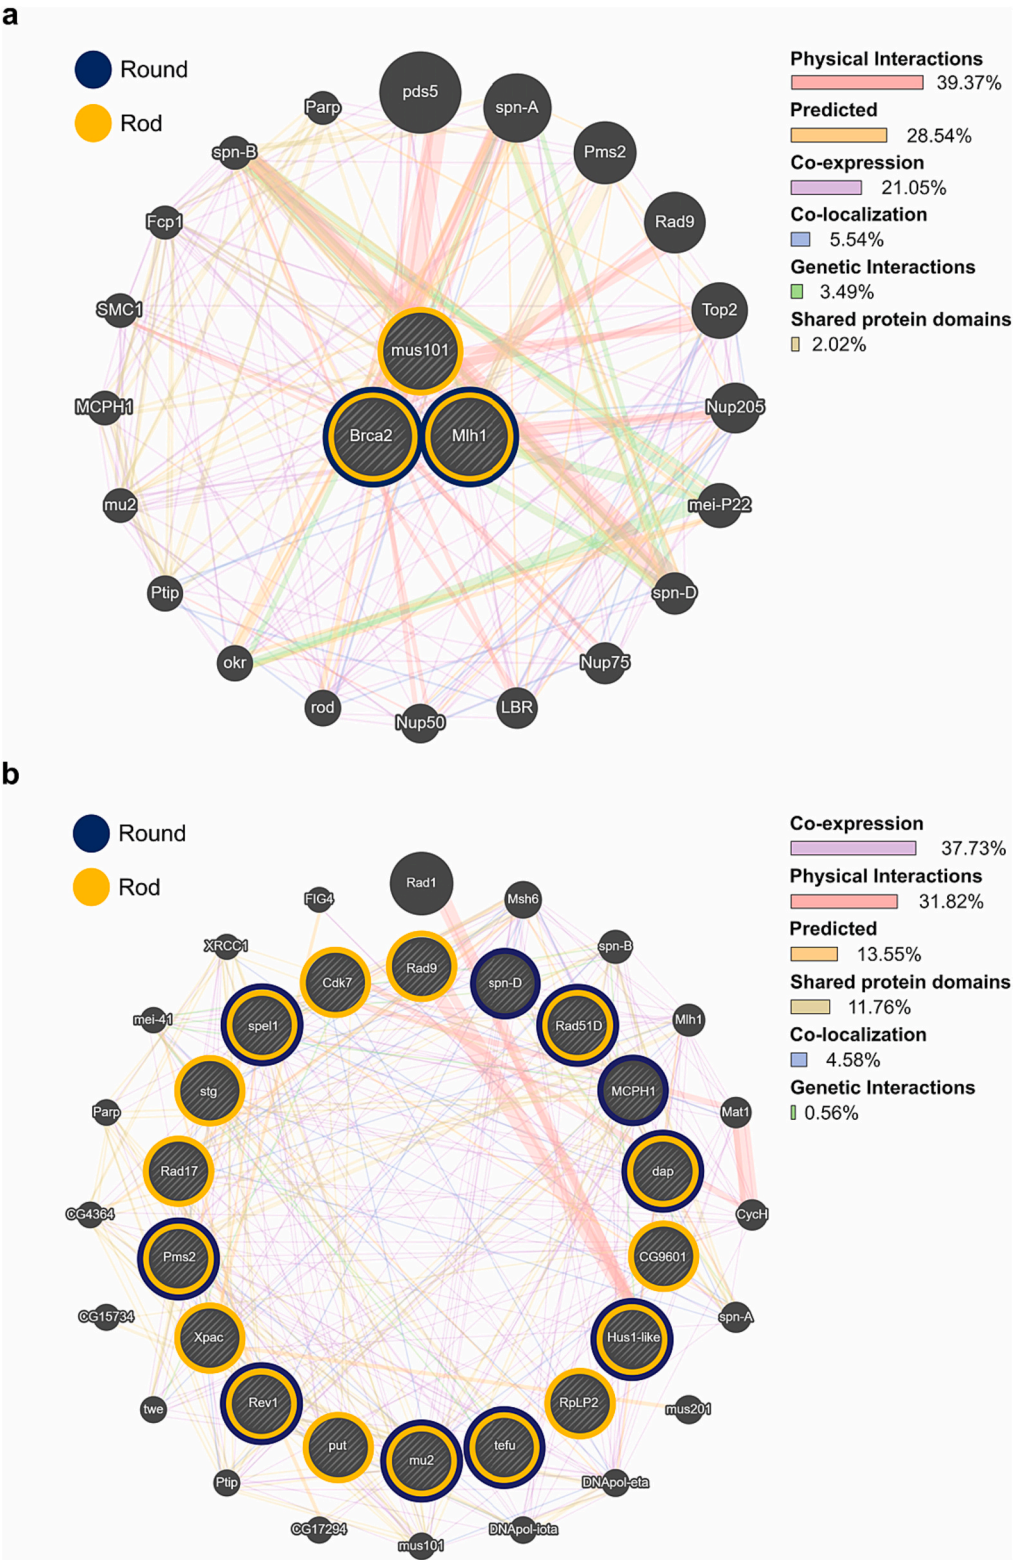 a
Round
Rod
Physical Interactions
39.37%
Predicted
28.54%
Co-expression
21.05%
Co-localization
5.54%
Genetic Interactions
3.49%
Shared protein domains
2.02%
pds5
spn-A
Pms2
Rad9
Top2
Nup205
mei-P22
spn-D
Nup75
LBR
Nup50
rod
okr
Ptip
mu2
MCPH1
SMC1
Fcp1
spn-B
Parp
mus101
Brca2
Mlh1
b
Round
Rod
Co-expression
37.73%
Physical Interactions
31.82%
Predicted
13.55%
Shared protein domains
11.76%
Co-localization
4.58%
Genetic Interactions
0.56%
Rad1
Msh6
spn-B
Mlh1
Mat1
CycH
spn-A
mus201
DNApol-eta
DNApol-iota
mus101
CG17294
Ptip
twe
CG15734
CG4364
Parp
mei-41
XRCC1
FIG4
Rad9
spn-D
Rad51D
MCPH1
dap
CG9601
Hus1-like
RpLP2
tefu
mu2
put
Rev1
Xpac
Pms2
Rad17
stg
spel1
Cdk7